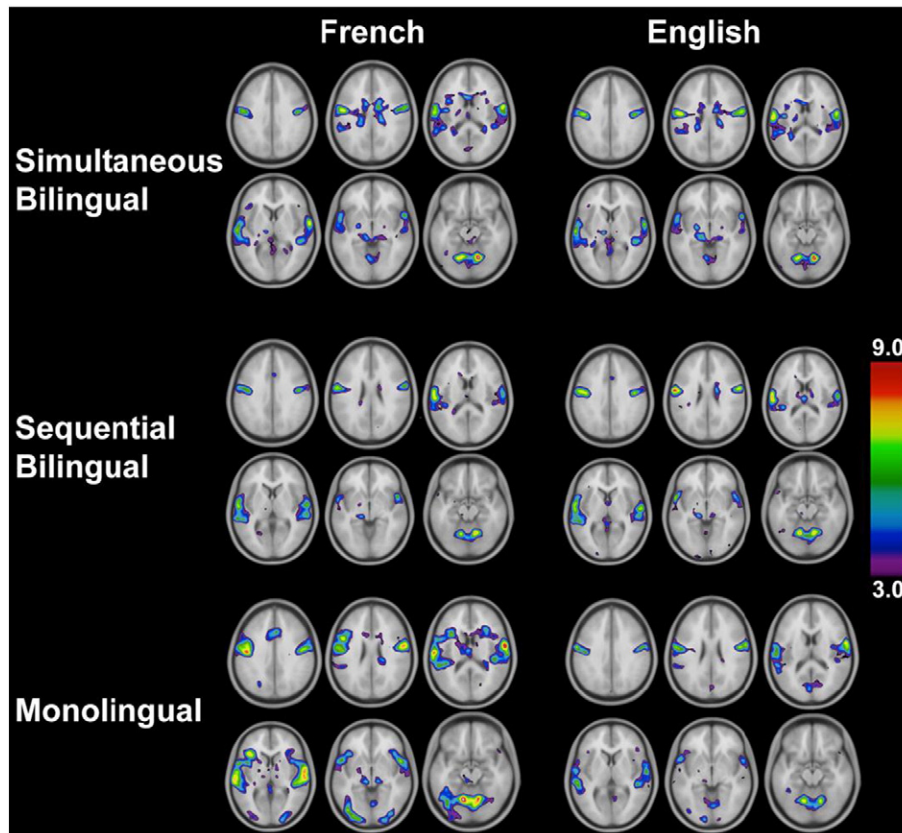 French
English
Simultaneous
Bilingual
Sequential
Bilingual
9.0
3.0
Monolingual